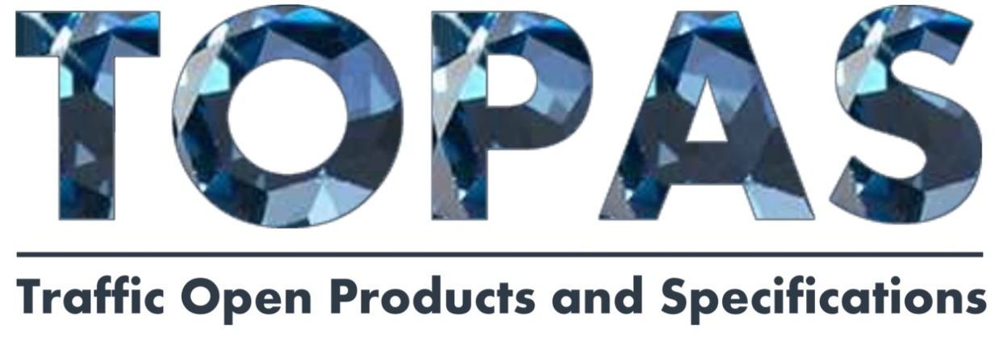 TOPAS
Traffic Open Products and Specifications